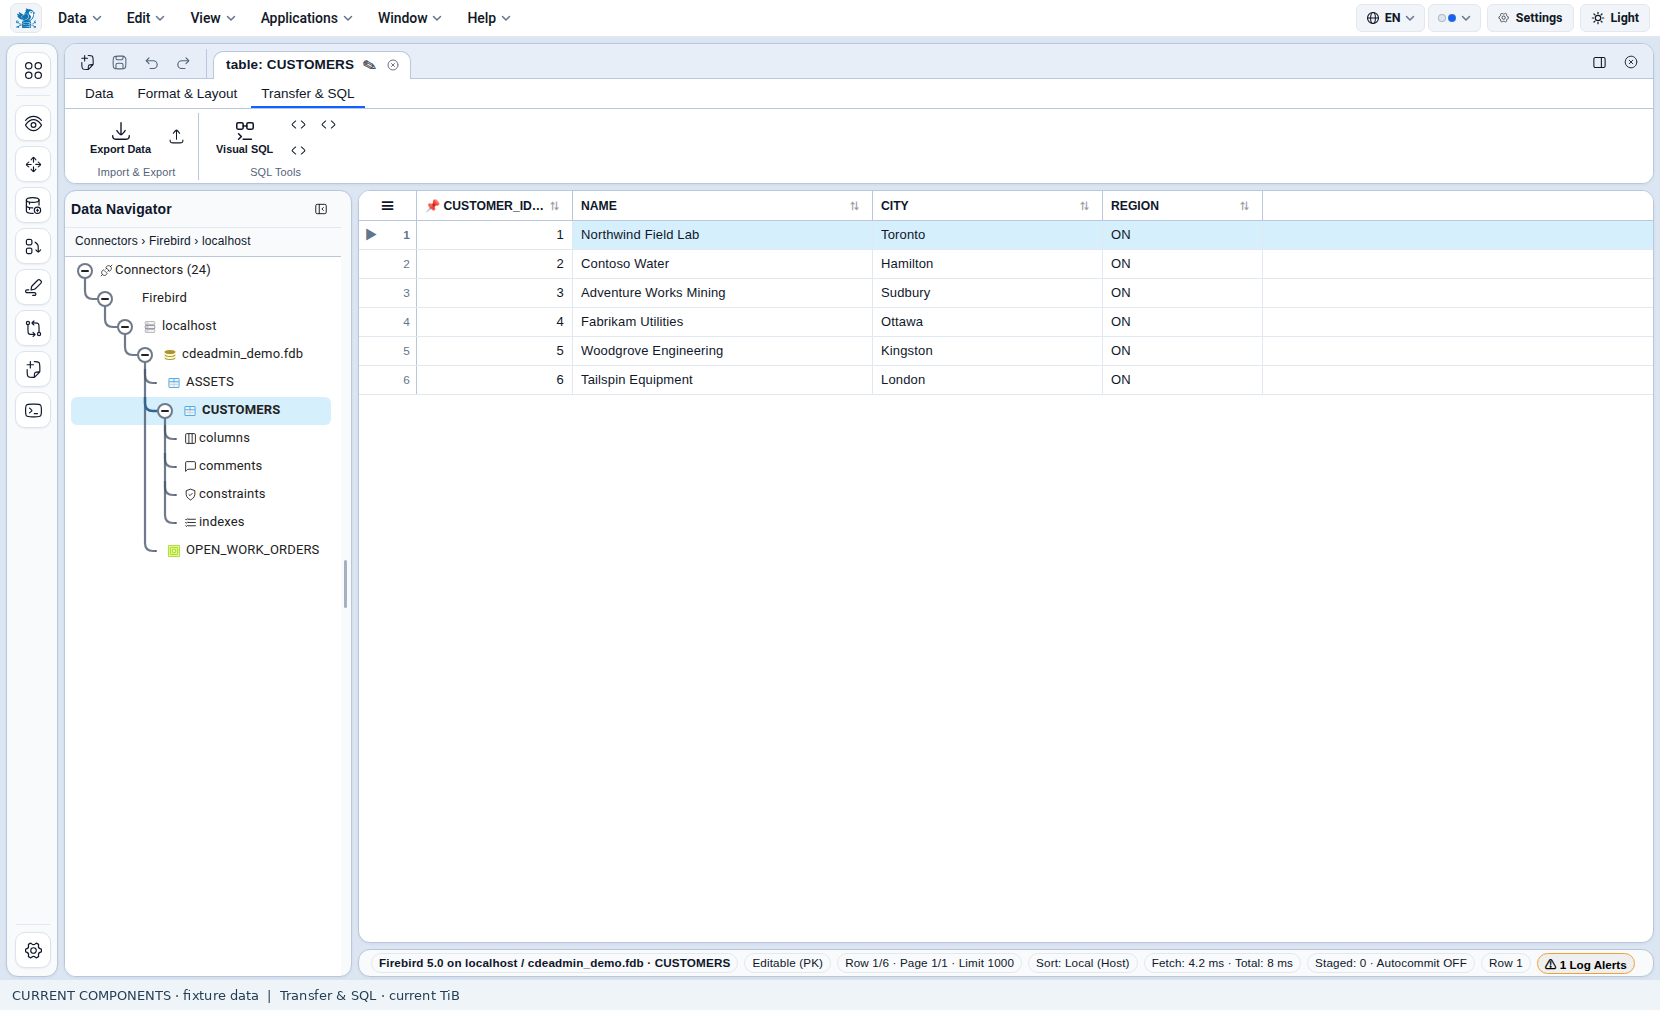 Data Edit View Applications Window Help EN Settings Light
table: CUSTOMERS
Data Format & Layout Transfer & SQL
Export Data Visual SQL
Import & Export SQL Tools
Data Navigator
Connectors › Firebird › localhost
Connectors (24)
Firebird
localhost
cdeadmin_demo.fdb
ASSETS
CUSTOMERS
columns
comments
constraints
indexes
OPEN_WORK_ORDERS
CUSTOMER_ID... NAME CITY REGION
1 1 Northwind Field Lab Toronto ON
2 2 Contoso Water Hamilton ON
3 3 Adventure Works Mining Sudbury ON
4 4 Fabrikam Utilities Ottawa ON
5 5 Woodgrove Engineering Kingston ON
6 6 Tailspin Equipment London ON
Firebird 5.0 on localhost / cdeadmin_demo.fdb · CUSTOMERS Editable (PK) Row 1/6 · Page 1/1 · Limit 1000 Sort: Local (Host) Fetch: 4.2 ms · Total: 8 ms Staged: 0 · Autocommit OFF Row 1 ⚠ 1 Log Alerts
CURRENT COMPONENTS · fixture data | Transfer & SQL · current TiB